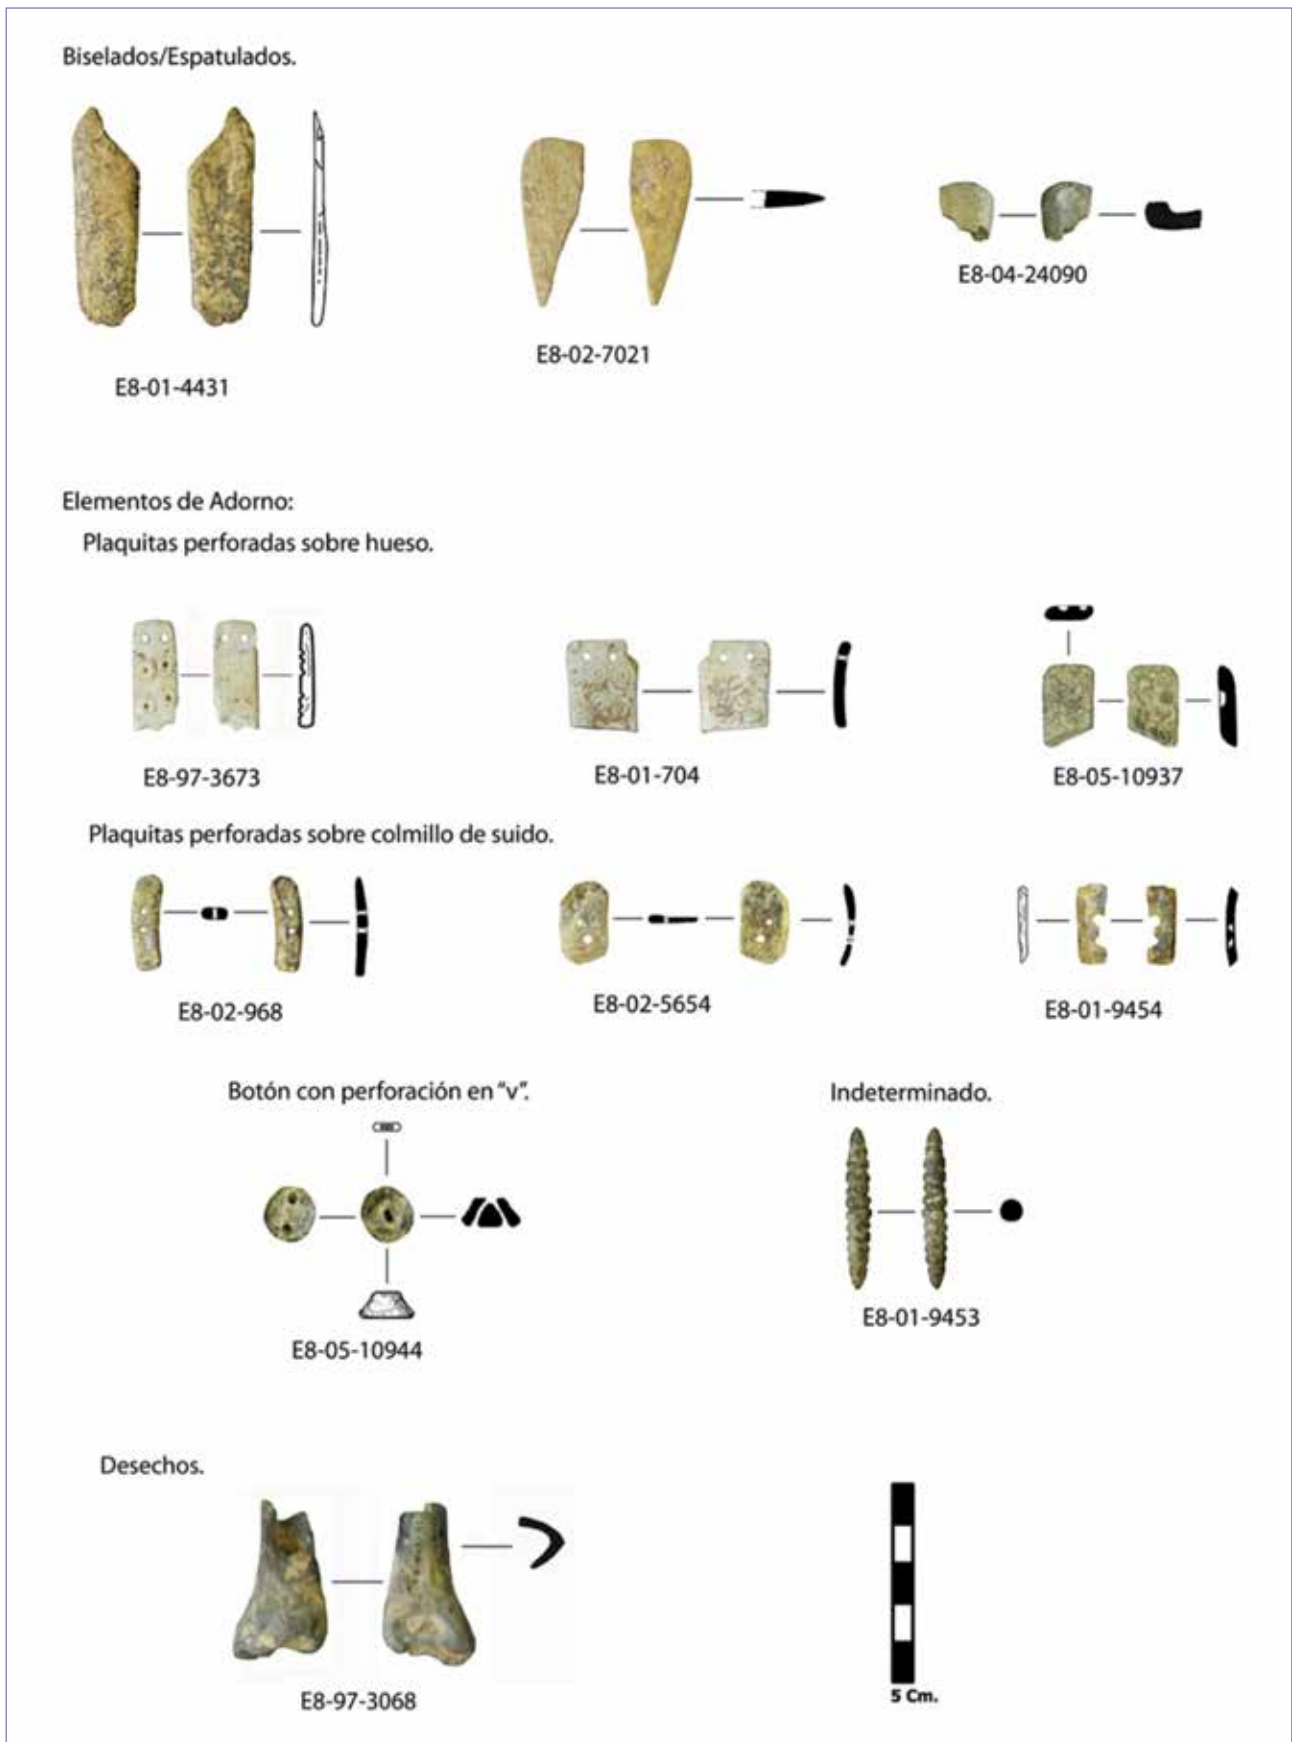 Biselados/Espatulados.
E8-01-4431
E8-02-7021
E8-04-24090
Elementos de Adorno:
Plaquitas perforadas sobre hueso.
E8-97-3673
E8-01-704
E8-05-10937
Plaquitas perforadas sobre colmillo de suido.
E8-02-968
E8-02-5654
E8-01-9454
Botón con perforación en “v”.
Indeterminado.
E8-05-10944
E8-01-9453
Desechos.
E8-97-3068
5 Cm.